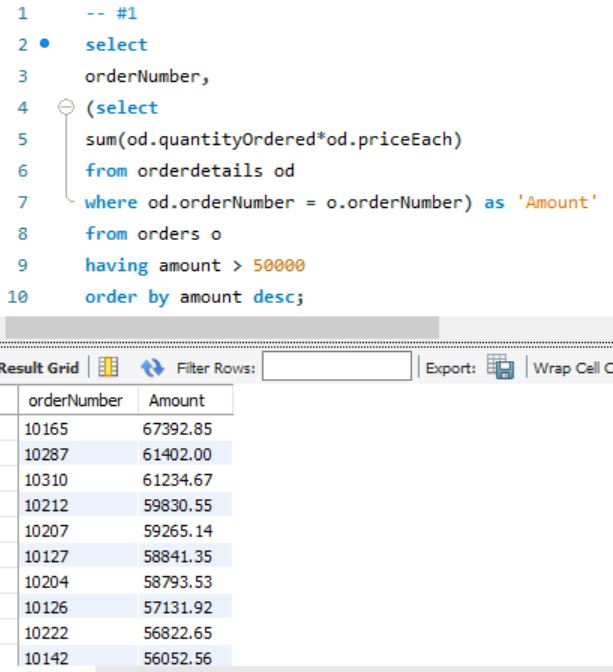 1 -- #1
2 select
3 orderNumber,
4 (select
5 sum(od.quantityOrdered*od.priceEach)
6 from orderdetails od
7 where od.orderNumber = o.orderNumber) as 'Amount'
8 from orders o
9 having amount > 50000
10 order by amount desc;
Result Grid Filter Rows: Export: Wrap Cell C
orderNumber Amount
10165 67392.85
10287 61402.00
10310 61234.67
10212 59830.55
10207 59265.14
10127 58841.35
10204 58793.53
10126 57131.92
10222 56822.65
10142 56052.56